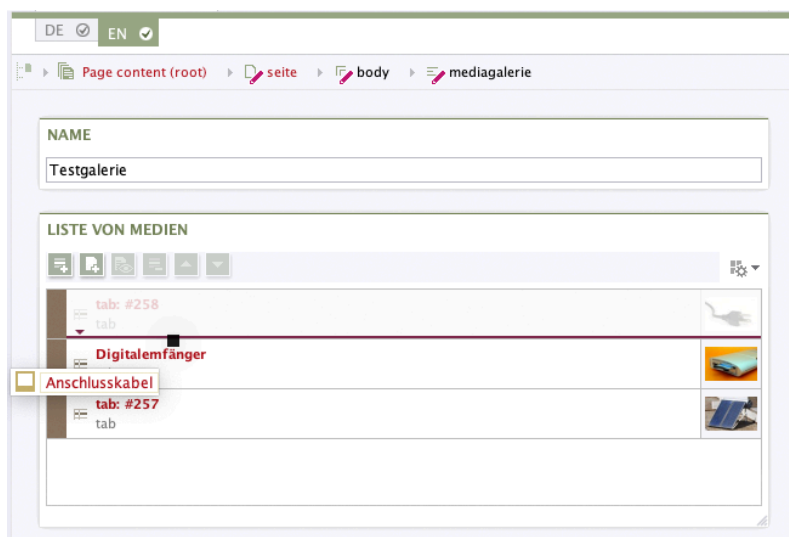 DE EN
Page content (root) seite body mediagalerie
NAME
Testgalerie
LISTE VON MEDIEN
tab: #258
tab
Digitalemfänger
Anschlusskabel
tab: #257
tab